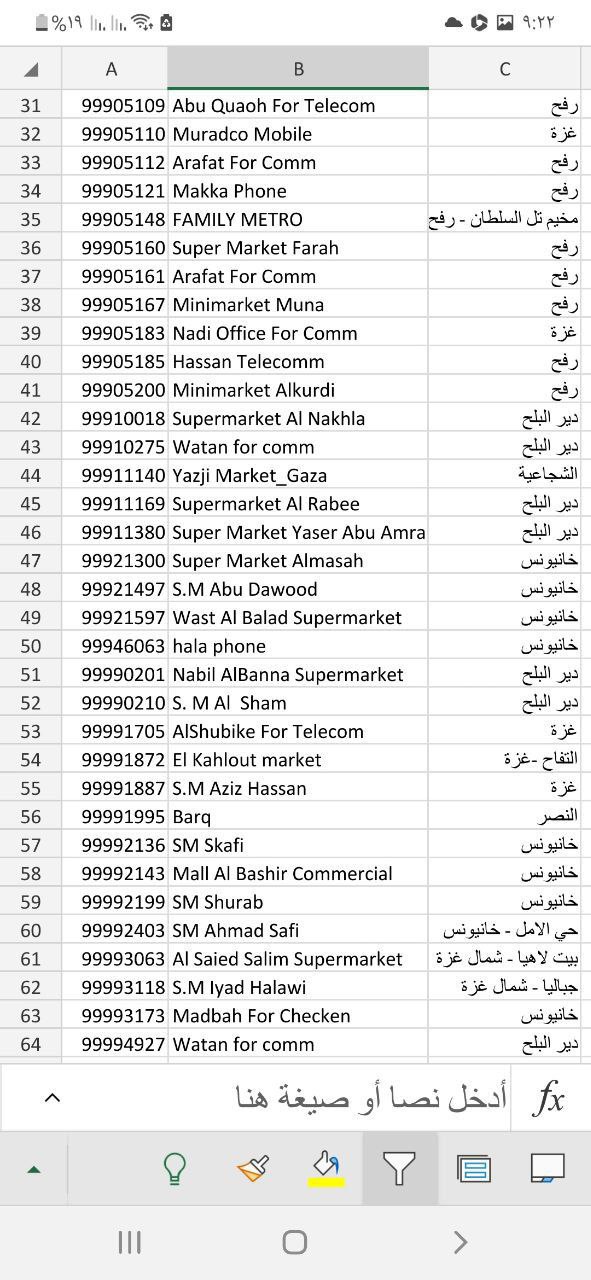 %١٩ ٩:٢٢
A B C
31 99905109 Abu Quaoh For Telecom رفح
32 99905110 Muradco Mobile غزة
33 99905112 Arafat For Comm رفح
34 99905121 Makka Phone رفح
35 99905148 FAMILY METRO مخيم تل السلطان - رفح
36 99905160 Super Market Farah رفح
37 99905161 Arafat For Comm رفح
38 99905167 Minimarket Muna رفح
39 99905183 Nadi Office For Comm غزة
40 99905185 Hassan Telecomm رفح
41 99905200 Minimarket Alkurdi رفح
42 99910018 Supermarket Al Nakhla دير البلح
43 99910275 Watan for comm دير البلح
44 99911140 Yazji Market_Gaza الشجاعية
45 99911169 Supermarket Al Rabee دير البلح
46 99911380 Super Market Yaser Abu Amra دير البلح
47 99921300 Super Market Almasah خانيونس
48 99921497 S.M Abu Dawood خانيونس
49 99921597 Wast Al Balad Supermarket خانيونس
50 99946063 hala phone خانيونس
51 99990201 Nabil AlBanna Supermarket دير البلح
52 99990210 S. M Al  Sham دير البلح
53 99991705 AlShubike For Telecom غزة
54 99991872 El Kahlout market التفاح -غزة
55 99991887 S.M Aziz Hassan غزة
56 99991995 Barq النصر
57 99992136 SM Skafi خانيونس
58 99992143 Mall Al Bashir Commercial خانيونس
59 99992199 SM Shurab خانيونس
60 99992403 SM Ahmad Safi حي الامل - خانيونس
61 99993063 Al Saied Salim Supermarket بيت لاهيا - شمال غزة
62 99993118 S.M Iyad Halawi جباليا - شمال غزة
63 99993173 Madbah For Checken خانيونس
64 99994927 Watan for comm دير البلح
أدخل نصا أو صيغة هنا fx